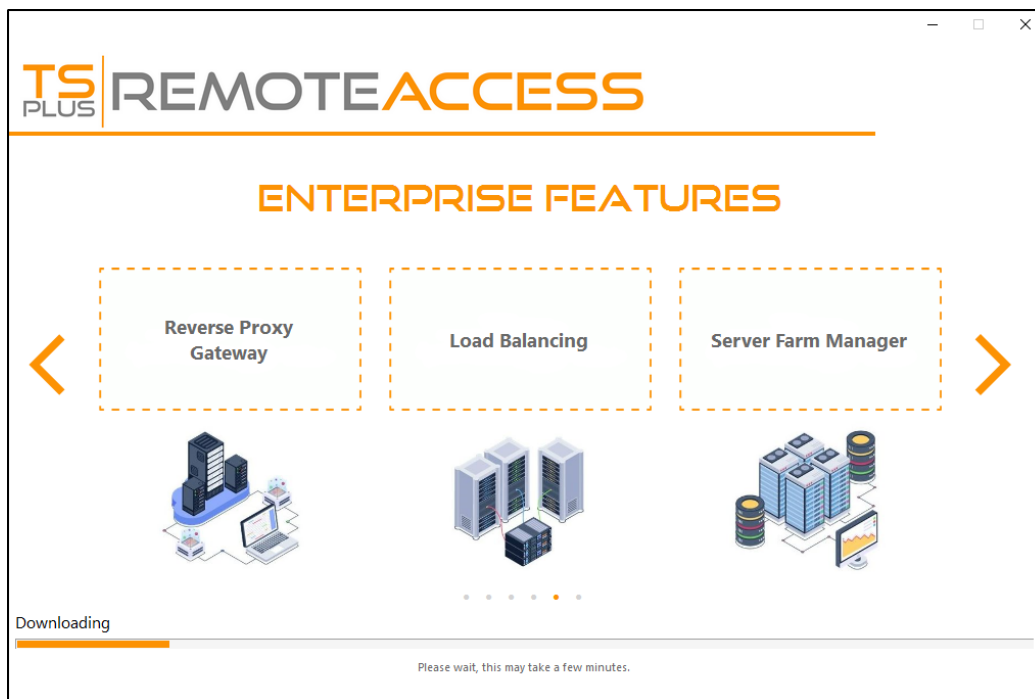 TS PLUS REMOTEACCESS
ENTERPRISE FEATURES
Reverse Proxy
Gateway
Load Balancing
Server Farm Manager
Downloading
Please wait, this may take a few minutes.